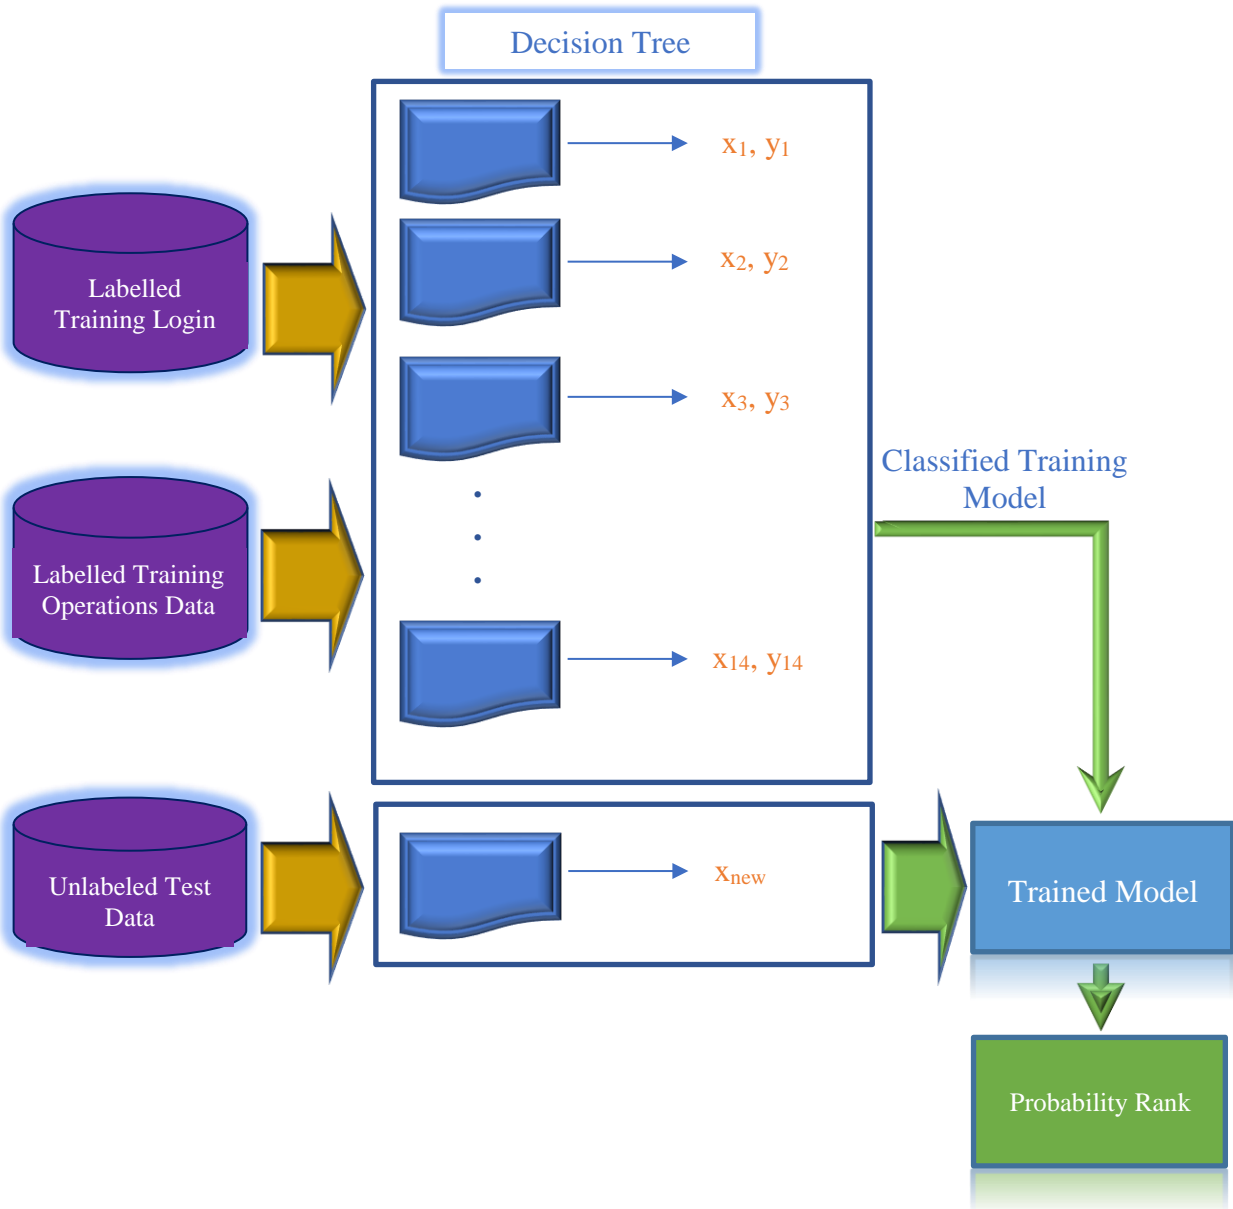 Decision Tree
x₁, y₁
x₂, y₂
Labelled
Training Login
x₃, y₃
Classified Training
Model
Labelled Training
Operations Data
.
.
.
x₁₄, y₁₄
Unlabeled Test
Data
xₙₑw
Trained Model
Probability Rank